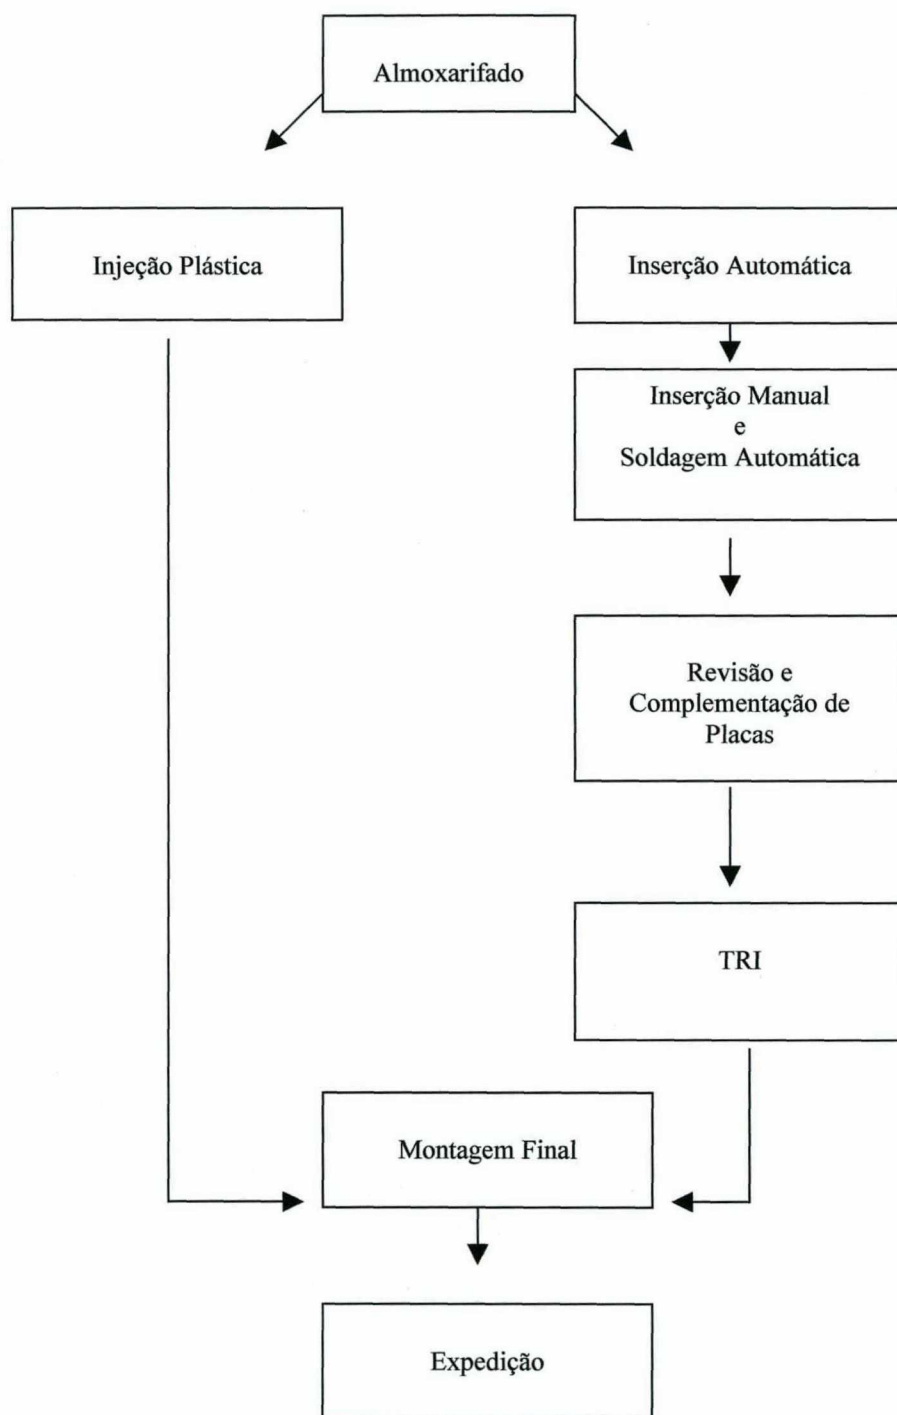 Almoxarifado
Injeção Plástica
Inserção Automática
Inserção Manual
e
Soldagem Automática
Revisão e
Complementação de
Placas
TRI
Montagem Final
Expedição